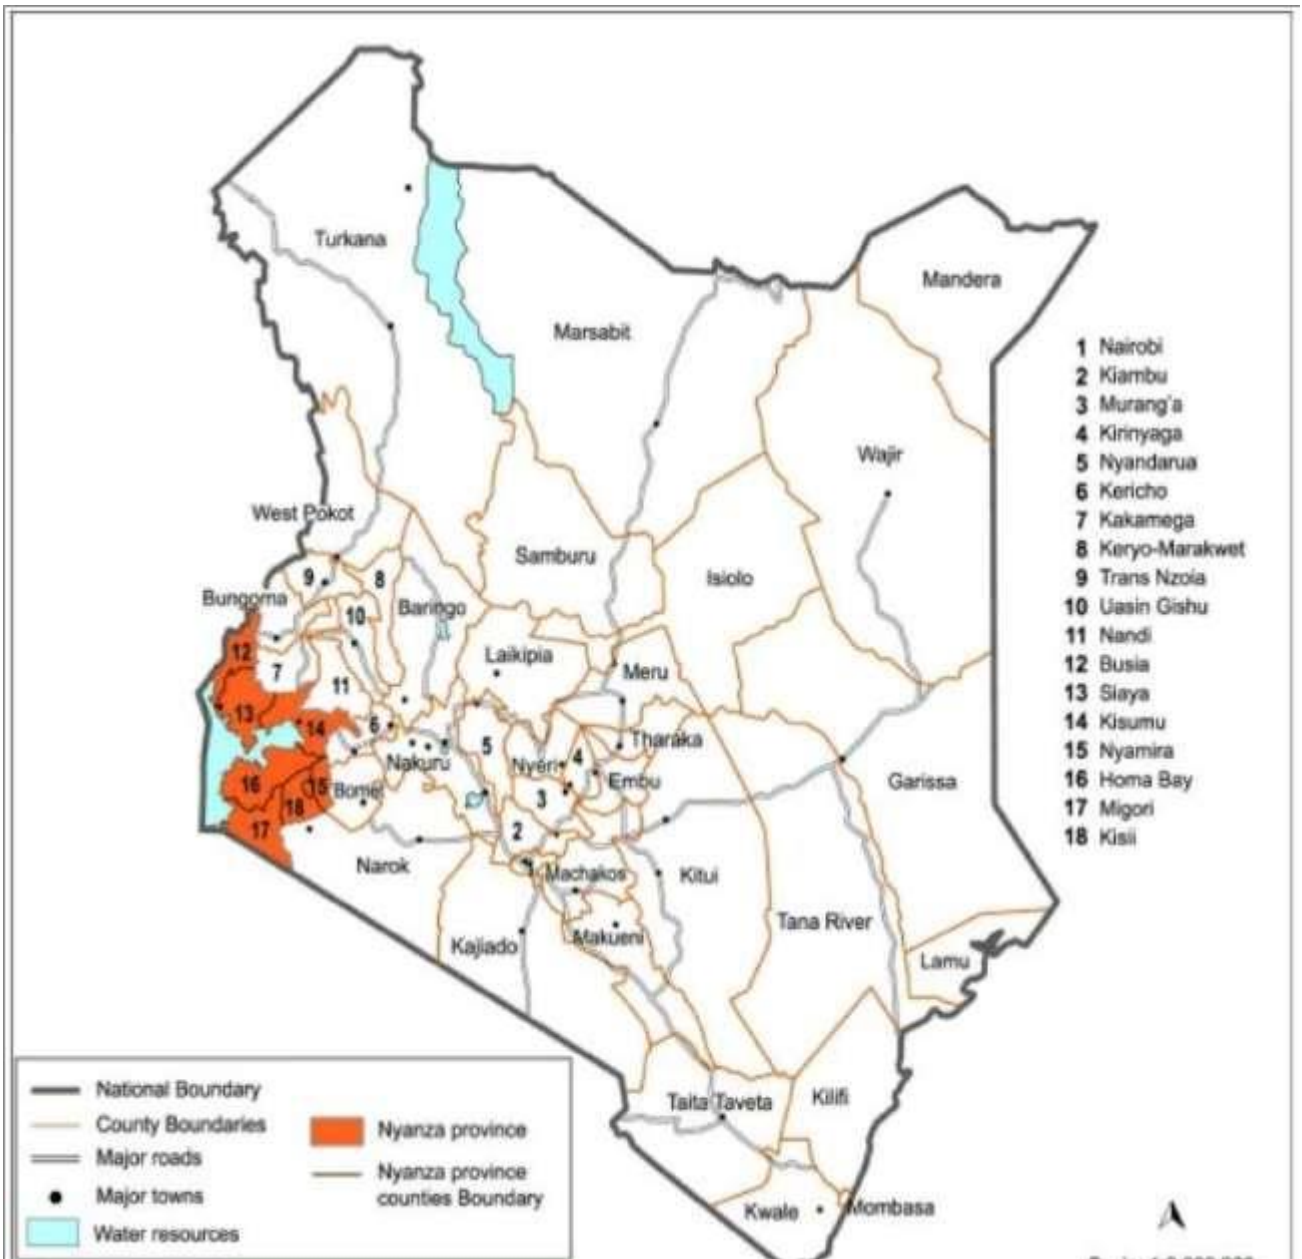 Turkana
Mandera
Marsabit
1 Nairobi
2 Kiambu
3 Murang'a
4 Kirinyaga
5 Nyandarua
6 Kericho
7 Kakamega
8 Keryo-Marakwet
9 Trans Nzoia
10 Uasin Gishu
11 Nandi
12 Busia
13 Siaya
14 Kisumu
15 Nyamira
16 Homa Bay
17 Migori
18 Kisii
Wajir
West Pokot
Samburu
Isiolo
9
8
Bungoma
Baringo
10
12
7
11
Laikipia
Meru
13
14
6
5
Tharaka
Nakuru
Nyeri
4
Embu
Garissa
16
15
Bomet
18
3
17
2
Narok
1
Machakos
Kitui
Tana River
Kajiado
Makueni
Lamu
Taita Taveta
Kilifi
Kwale
Mombasa
National Boundary
County Boundaries
Major roads
Major towns
Water resources
Nyanza province
Nyanza province
counties Boundary